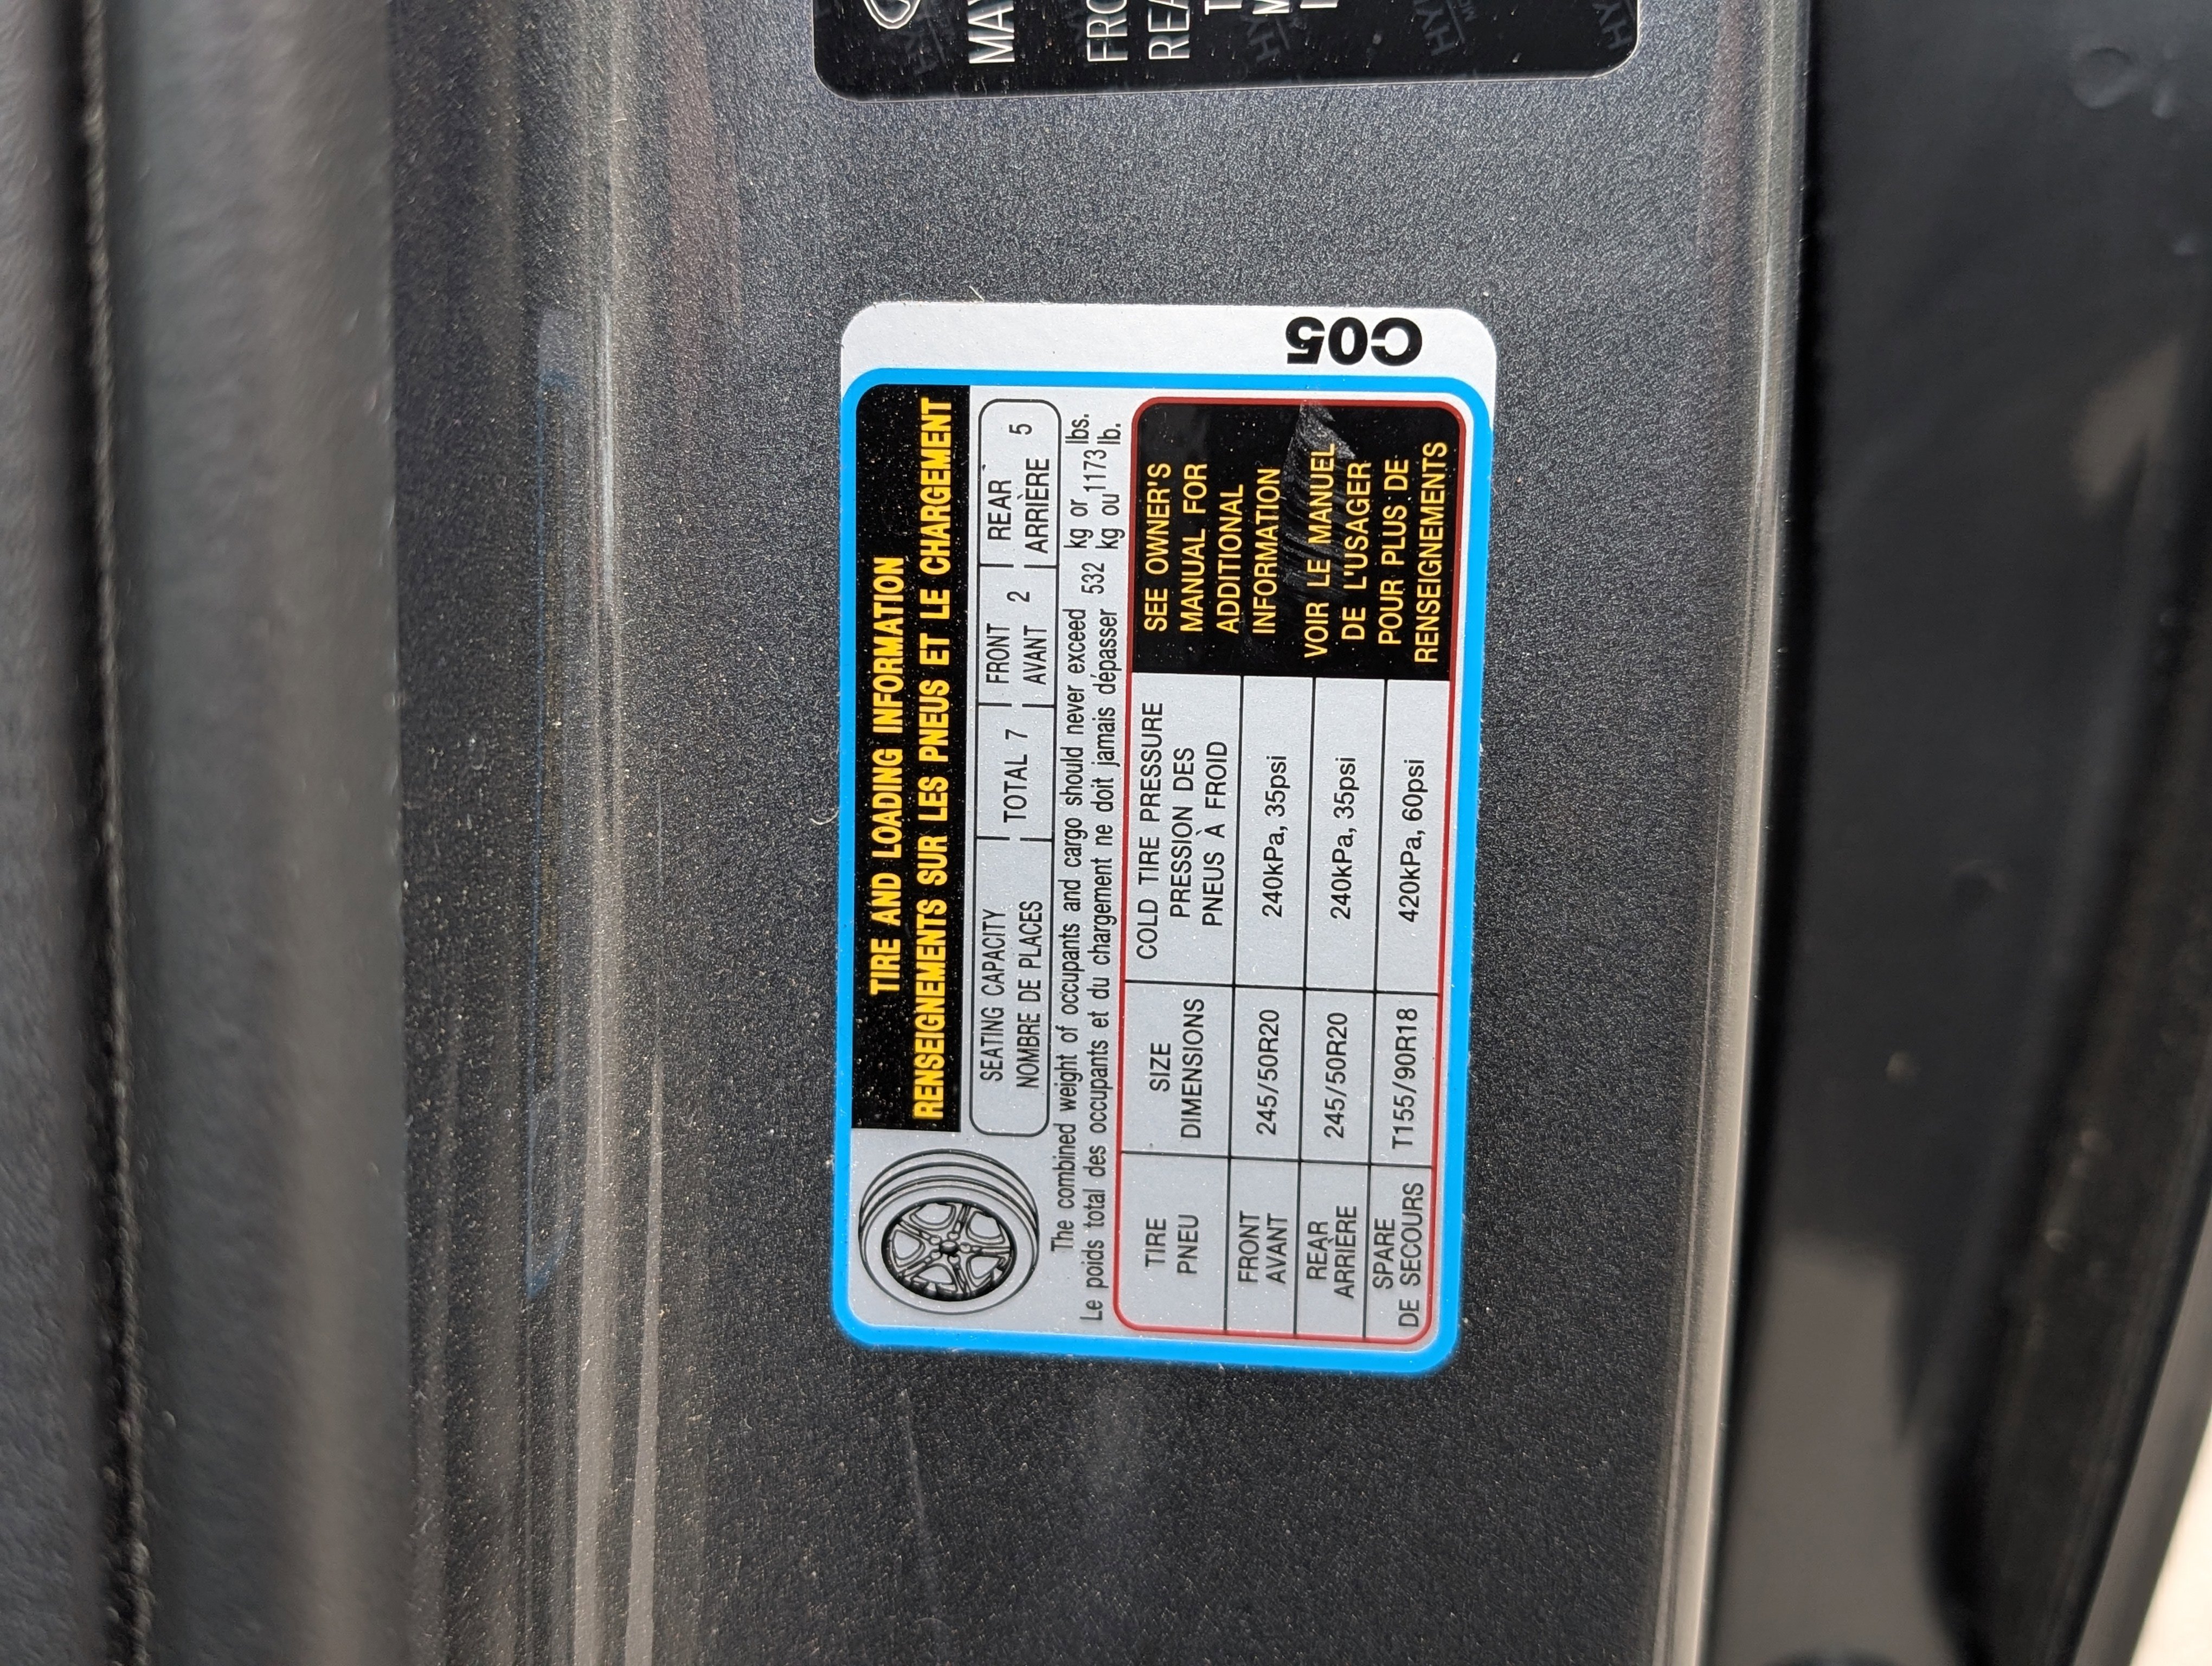 TIRE AND LOADING INFORMATION
RENSEIGNEMENTS SUR LES PNEUS ET LE CHARGEMENT
SEATING CAPACITY
NOMBRE DE PLACES
TOTAL 7
FRONT
AVANT 2
REAR
ARRIÈRE 5
The combined weight of occupants and cargo should never exceed 532 kg or 1173 lbs.
Le poids total des occupants et du chargement ne doit jamais dépasser kg ou lb.
TIRE
PNEU
SIZE
DIMENSIONS
COLD TIRE PRESSURE
PRESSION DES
PNEUS À FROID
FRONT
AVANT
245/50R20
240kPa, 35psi
REAR
ARRIÈRE
245/50R20
240kPa, 35psi
SPARE
DE SECOURS
T155/90R18
420kPa, 60psi
SEE OWNER'S
MANUAL FOR
ADDITIONAL
INFORMATION
VOIR LE MANUEL
DE L'USAGER
POUR PLUS DE
RENSEIGNEMENTS
C05